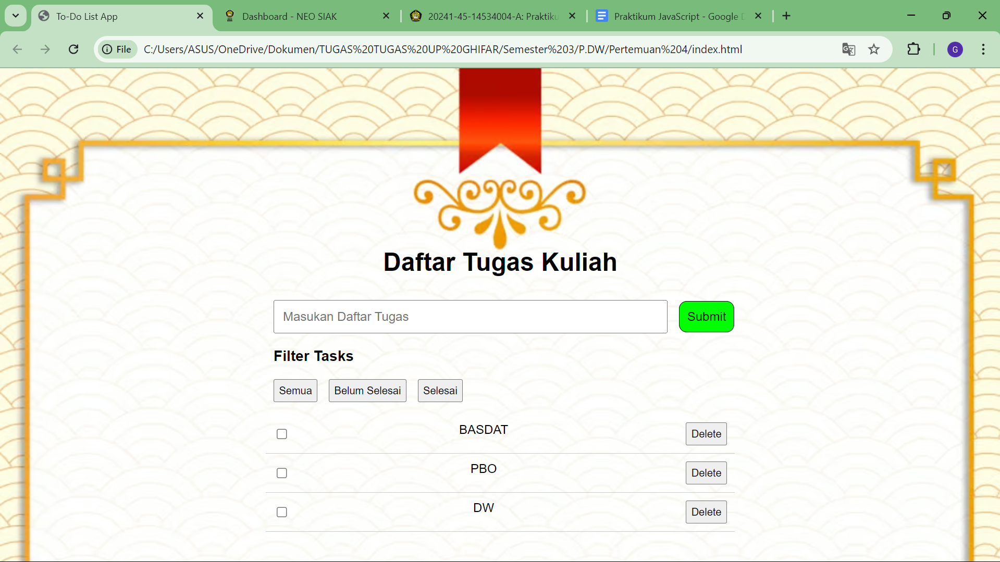 To-Do List App
Dashboard - NEO SIAK
20241-45-14534004-A: Praktiku
Praktikum JavaScript - Google
File
C:/Users/ASUS/OneDrive/Dokumen/TUGAS%20TUGAS%20UP%20GHIFAR/Semester%203/P.DW/Pertemuan%204/index.html
G
Daftar Tugas Kuliah
Masukan Daftar Tugas
Submit
Filter Tasks
Semua
Belum Selesai
Selesai
BASDAT
Delete
PBO
Delete
DW
Delete